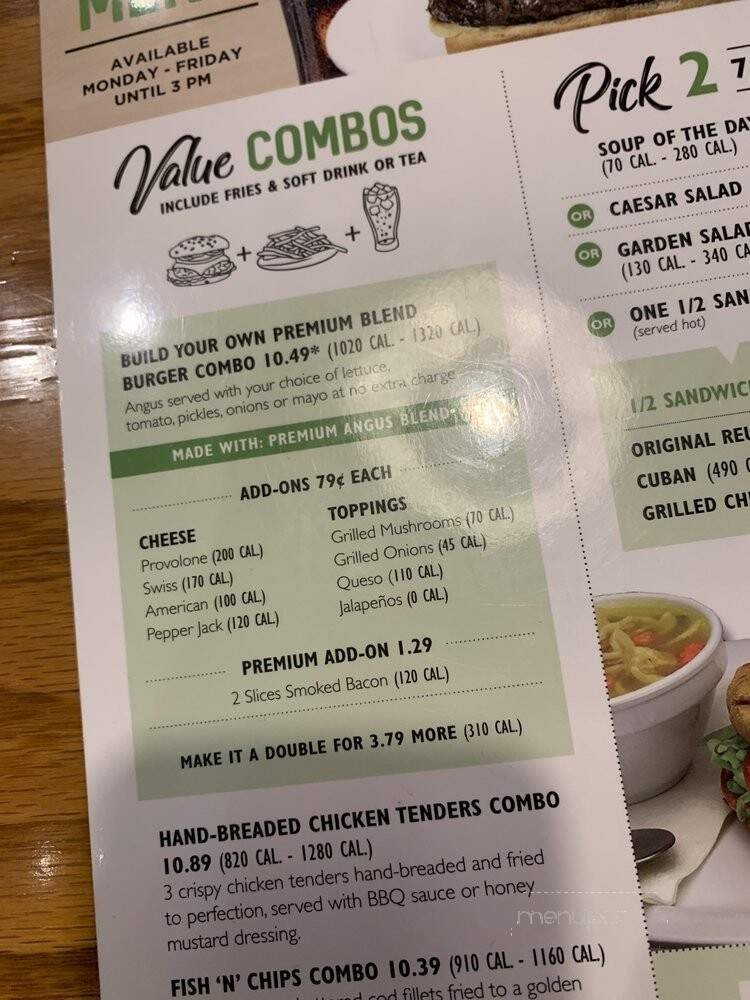 AVAILABLE
MONDAY - FRIDAY
UNTIL 3 PM
Value COMBOS
INCLUDE FRIES & SOFT DRINK OR TEA
+ +
BUILD YOUR OWN PREMIUM BLEND
BURGER COMBO 10.49* (1020 CAL. - 1320 CAL.)
Angus served with your choice of lettuce,
tomato, pickles, onions or mayo at no extra charge
MADE WITH: PREMIUM ANGUS BLEND
ADD-ONS 79¢ EACH
CHEESE
Provolone (200 CAL.)
Swiss (170 CAL.)
American (100 CAL.)
Pepper Jack (120 CAL.)
TOPPINGS
Grilled Mushrooms (70 CAL.)
Grilled Onions (45 CAL.)
Queso (110 CAL.)
Jalapeños (0 CAL.)
PREMIUM ADD-ON 1.29
2 Slices Smoked Bacon (120 CAL.)
MAKE IT A DOUBLE FOR 3.79 MORE (310 CAL.)
HAND-BREADED CHICKEN TENDERS COMBO
10.89 (820 CAL. - 1280 CAL.)
3 crispy chicken tenders hand-breaded and fried
to perfection, served with BBQ sauce or honey
mustard dressing.
FISH 'N' CHIPS COMBO 10.39 (910 CAL. - 1160 CAL.)
cod fillets fried to a golden
Pick 2 7
SOUP OF THE DAY
(70 CAL. - 280 CAL.)
OR CAESAR SALAD
OR GARDEN SALAD
(130 CAL. - 340 CA
OR ONE 1/2 SAN
(served hot)
1/2 SANDWIC
ORIGINAL REU
CUBAN (490 C
GRILLED CH